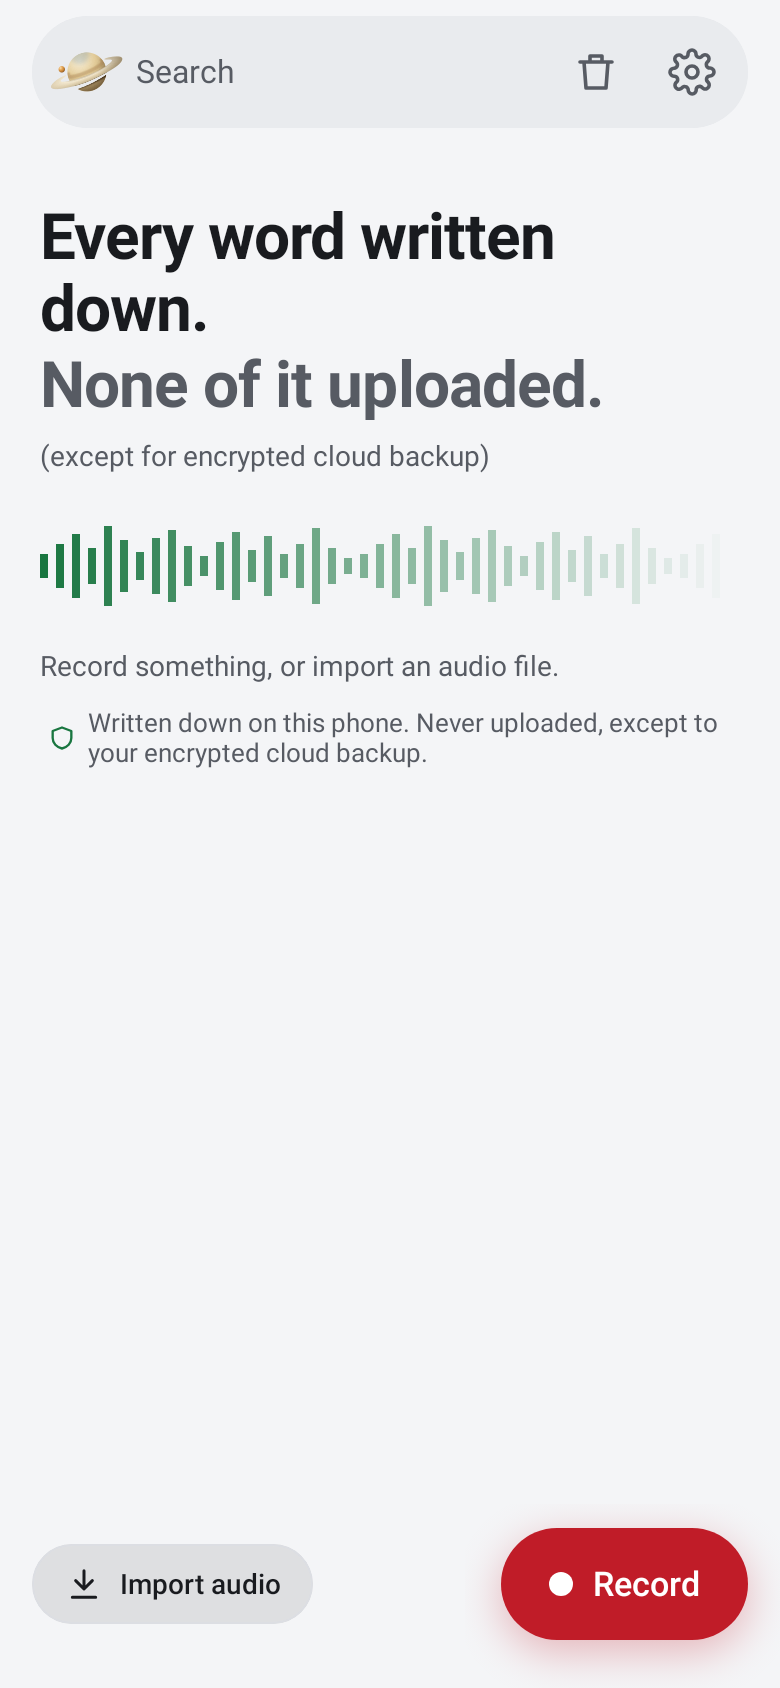 Search
Every word written
down.
None of it uploaded.
(except for encrypted cloud backup)
Record something, or import an audio file.
Written down on this phone. Never uploaded, except to
your encrypted cloud backup.
Import audio
Record